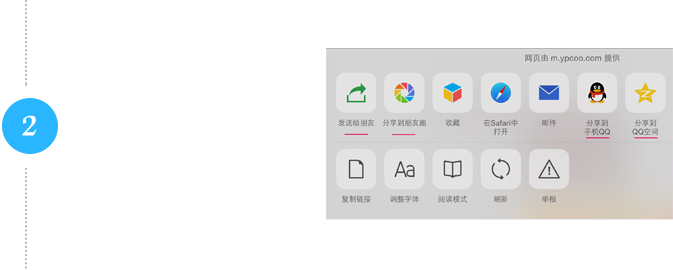 2
网页由 m.ypcoo.com 提供
发送给朋友
分享到朋友圈
收藏
在Safari中
打开
邮件
分享到
手机QQ
分享到
QQ空间
复制链接
Aa
调整字体
阅读模式
刷新
举报